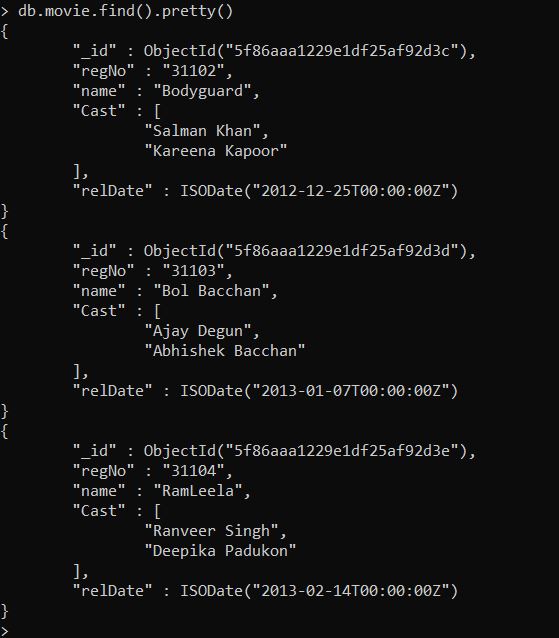 > db.movie.find().pretty()
{
"_id" : ObjectId("5f86aaa1229e1df25af92d3c"),
"regNo" : "31102",
"name" : "Bodyguard",
"Cast" : [
"Salman Khan",
"Kareena Kapoor"
],
"relDate" : ISODate("2012-12-25T00:00:00Z")
}
{
"_id" : ObjectId("5f86aaa1229e1df25af92d3d"),
"regNo" : "31103",
"name" : "Bol Bacchan",
"Cast" : [
"Ajay Degun",
"Abhishek Bacchan"
],
"relDate" : ISODate("2013-01-07T00:00:00Z")
}
{
"_id" : ObjectId("5f86aaa1229e1df25af92d3e"),
"regNo" : "31104",
"name" : "RamLeela",
"Cast" : [
"Ranveer Singh",
"Deepika Padukon"
],
"relDate" : ISODate("2013-02-14T00:00:00Z")
}
>